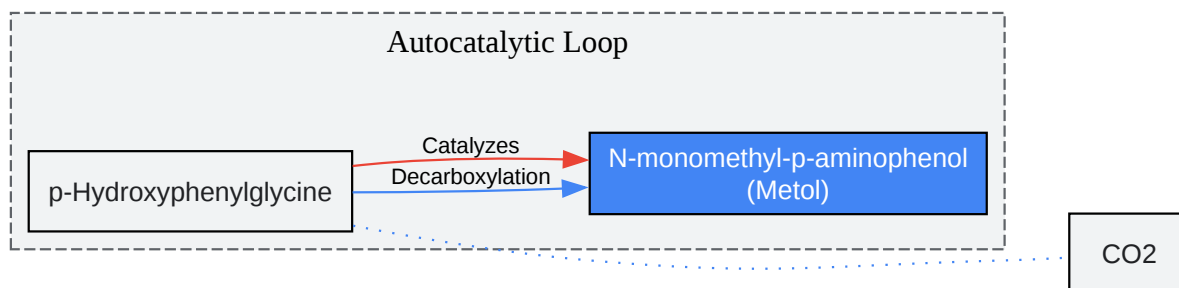 Autocatalytic Loop
Catalyzes
Decarboxylation
p-Hydroxyphenylglycine
N-monomethyl-p-aminophenol
(Metol)
CO2